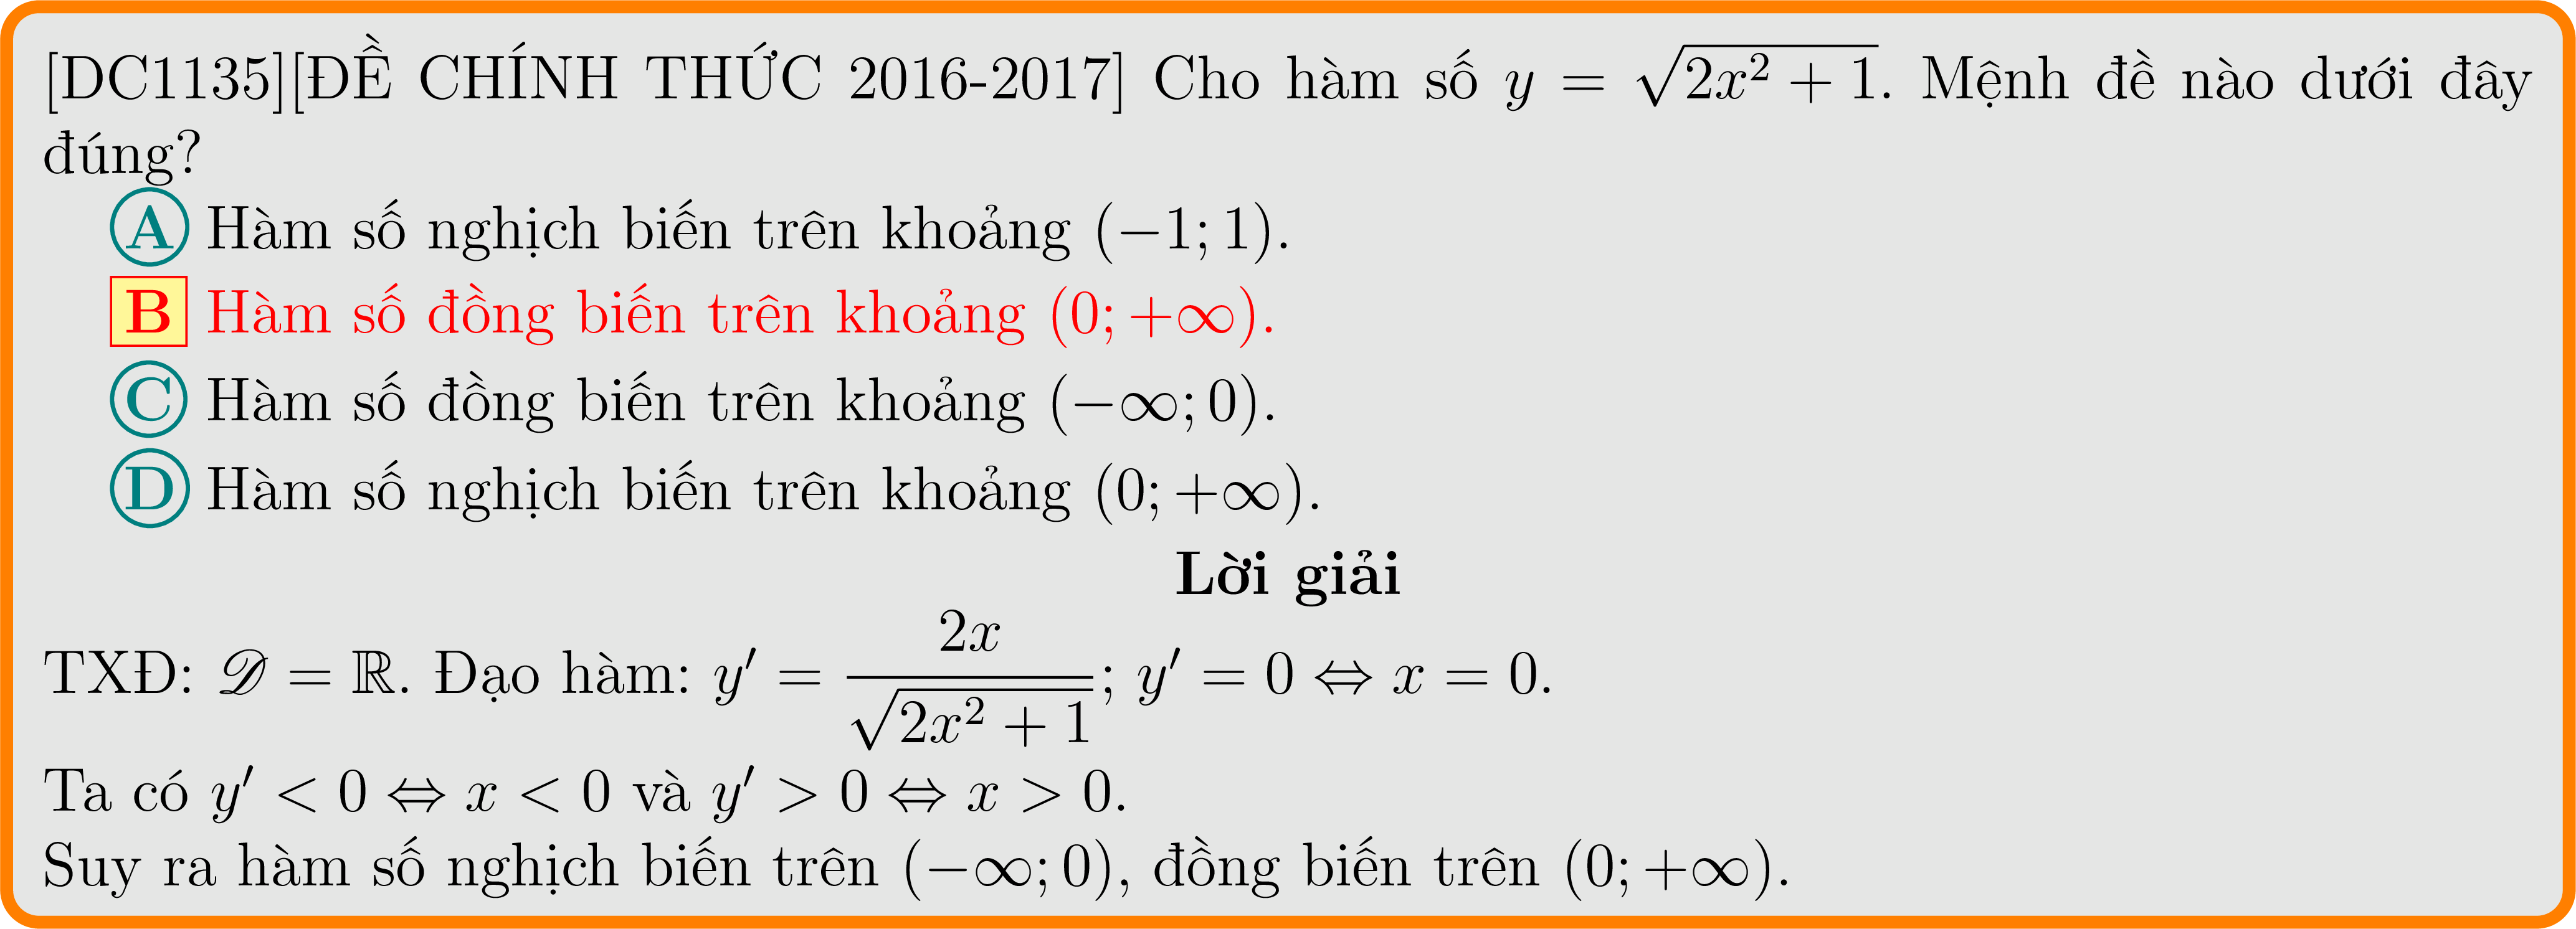 [DC1135][ĐỀ CHÍNH THỨC 2016-2017] Cho hàm số $y = \sqrt{2x^2 + 1}$. Mệnh đề nào dưới đây
đúng?
A Hàm số nghịch biến trên khoảng $(-1; 1)$.
B Hàm số đồng biến trên khoảng $(0; +\infty)$.
C Hàm số đồng biến trên khoảng $(-\infty; 0)$.
D Hàm số nghịch biến trên khoảng $(0; +\infty)$.
Lời giải
TXĐ: $\mathscr{D} = \mathbb{R}$. Đạo hàm: $y' = \dfrac{2x}{\sqrt{2x^2 + 1}}$; $y' = 0 \Leftrightarrow x = 0$.
Ta có $y' < 0 \Leftrightarrow x < 0$ và $y' > 0 \Leftrightarrow x > 0$.
Suy ra hàm số nghịch biến trên $(-\infty; 0)$, đồng biến trên $(0; +\infty)$.